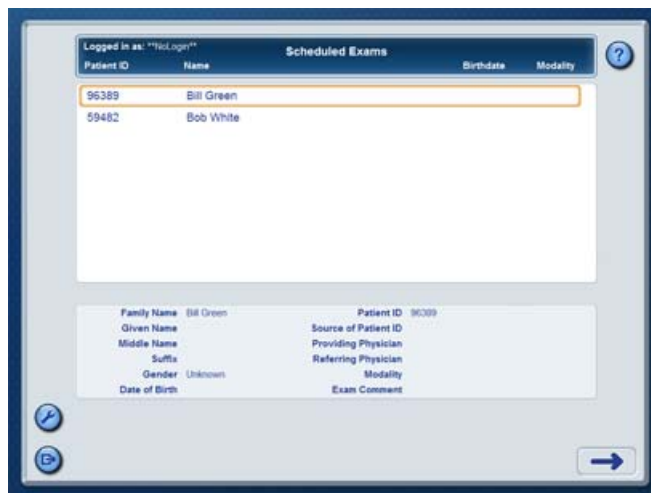 Logged in as: **NoLogin**
Scheduled Exams
Patient ID Name Birthdate Modality
?
96389 Bill Green
59482 Bob White
Family Name Bill Green Patient ID 96389
Given Name Source of Patient ID
Middle Name Providing Physician
Suffix Referring Physician
Gender Unknown Modality
Date of Birth Exam Comment